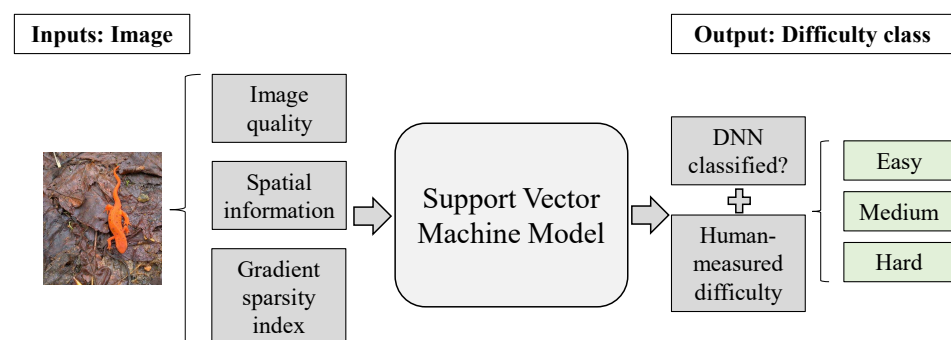 Inputs: Image
Output: Difficulty class
Image
quality
Spatial
information
Gradient
sparsity
index
Support Vector
Machine Model
DNN
classified?
Human-
measured
difficulty
Easy
Medium
Hard